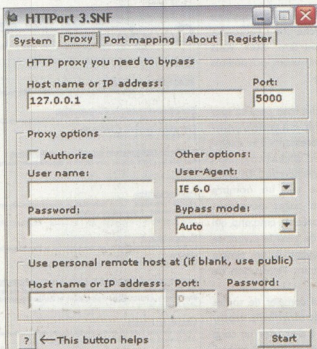 HTTPort 3.SNF
System Proxy Port mapping About Register
HTTP proxy you need to bypass
Host name or IP address: Port:
127.0.0.1 5000
Proxy options
Authorize Other options:
User name: User-Agent:
IE 6.0
Password: Bypass mode:
Auto
Use personal remote host at (if blank, use public)
Host name or IP address: Port: Password:
0
? ←This button helps Start